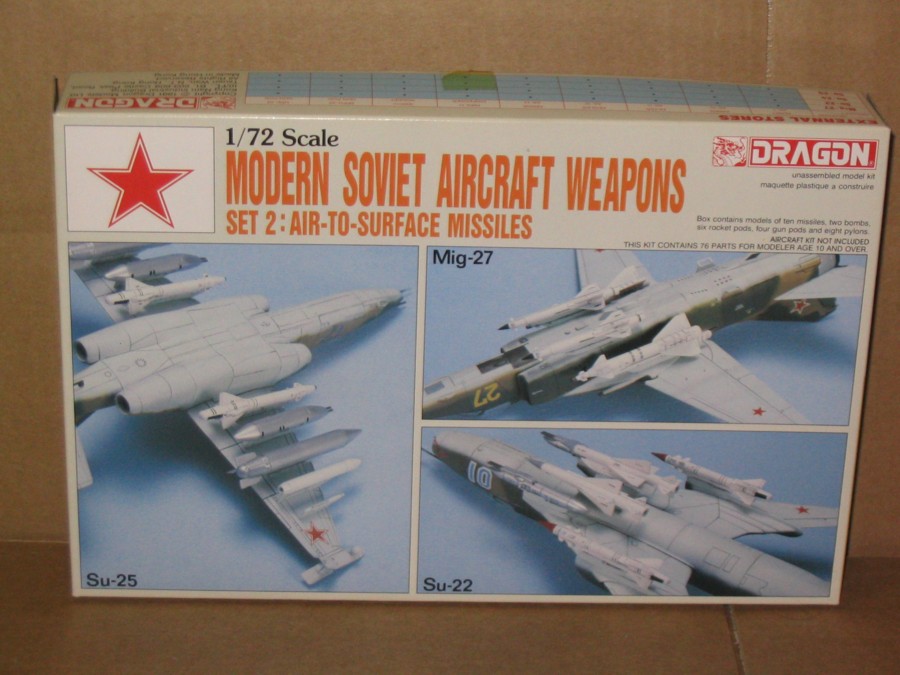 DRAGON
EXTERNAL STORES
1/72 Scale
MODERN SOVIET AIRCRAFT WEAPONS
SET 2: AIR-TO-SURFACE MISSILES
DRAGON
unassembled model kit
maquette plastique a construire
Box contains models of ten missiles, two bombs,
six rocket pods, four gun pods and eight pylons.
AIRCRAFT KIT NOT INCLUDED
THIS KIT CONTAINS 76 PARTS FOR MODELER AGE 10 AND OVER.
Mig-27
27
10
Su-25
Su-22